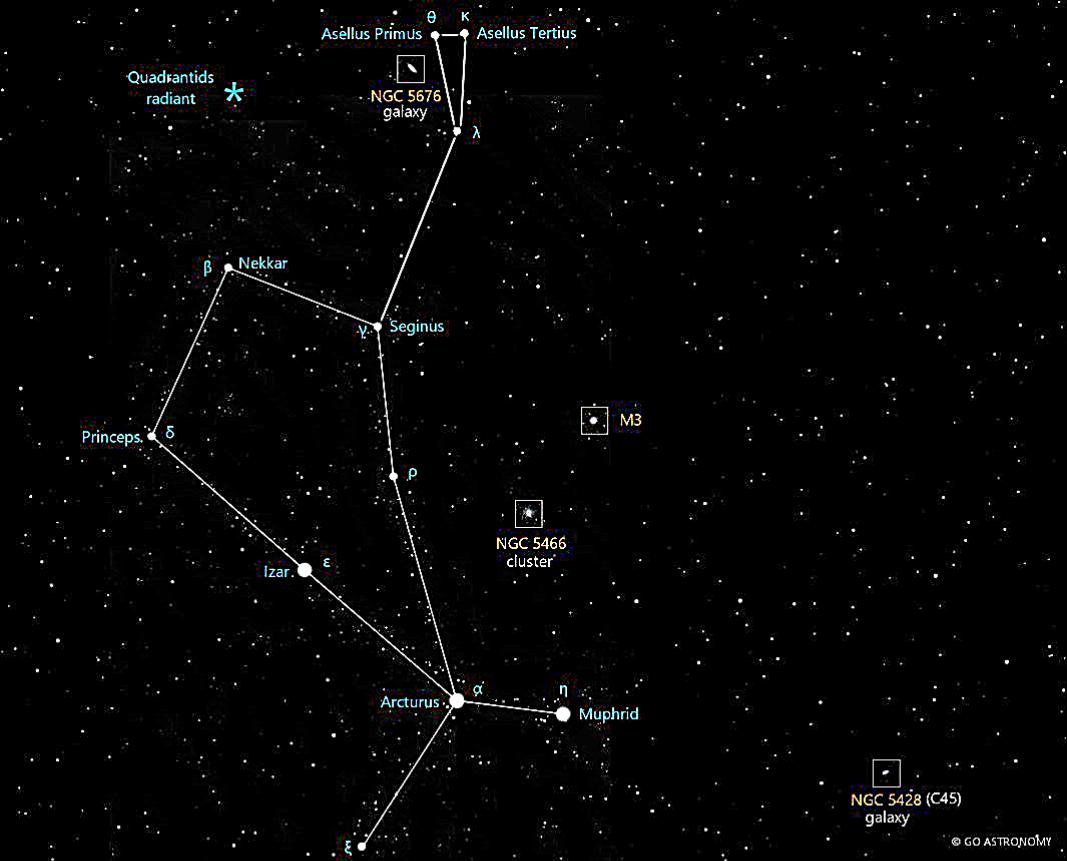 θ
κ
Asellus Primus
Asellus Tertius
Quadrantids
radiant
NGC 5676
galaxy
λ
β
Nekkar
γ
Seginus
Princeps
δ
M3
ρ
NGC 5466
cluster
Izar
ε
α
η
Arcturus
Muphrid
NGC 5428 (C45)
galaxy
ξ
© GO ASTRONOMY